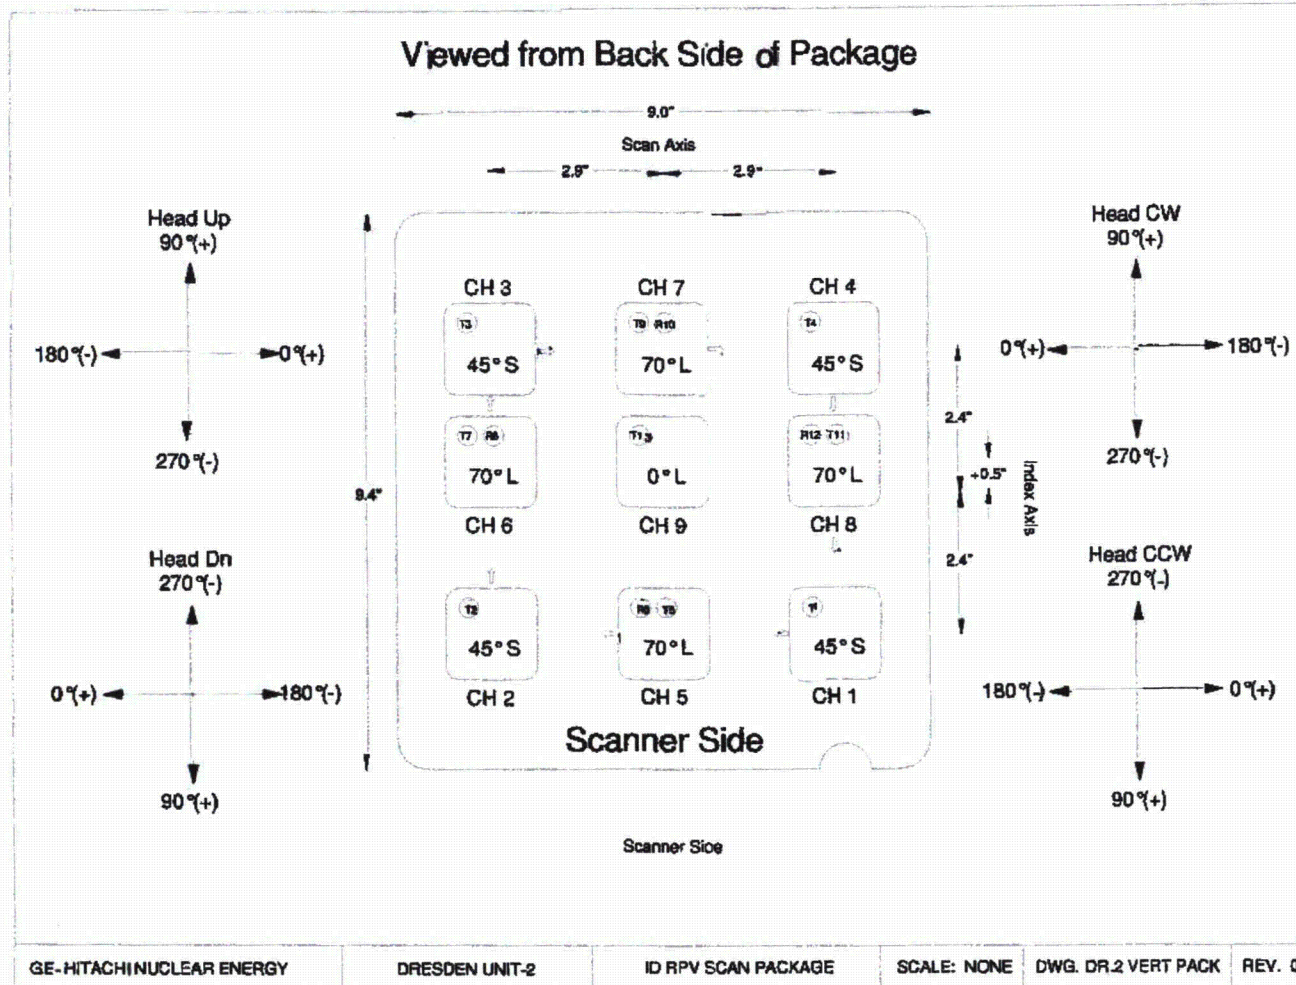 Viewed from Back Side of Package
9.0"
Scan Axis
2.9" 2.9"
Head Up
90°(+)
180°(-) 0°(+)
270°(-)
Head CW
90°(+)
0°(+) 180°(-)
270°(-)
CH 3 CH 7 CH 4
T3 T9 R10 T4
45°S 70°L 45°S
T7 R8 T13 R12 T11
70°L 0°L 70°L
CH 6 CH 9 CH 8
9.4"
2.4"
+0.5"
Index Axis
2.4"
Head Dn
270°(-)
0°(+) 180°(-)
90°(+)
Head CCW
270°(-)
180°(-) 0°(+)
90°(+)
T2 R6 T5 T1
45°S 70°L 45°S
CH 2 CH 5 CH 1
Scanner Side
Scanner Side
GE-HITACHI NUCLEAR ENERGY DRESDEN UNIT-2 ID RPV SCAN PACKAGE SCALE: NONE DWG. DR.2 VERT PACK REV.